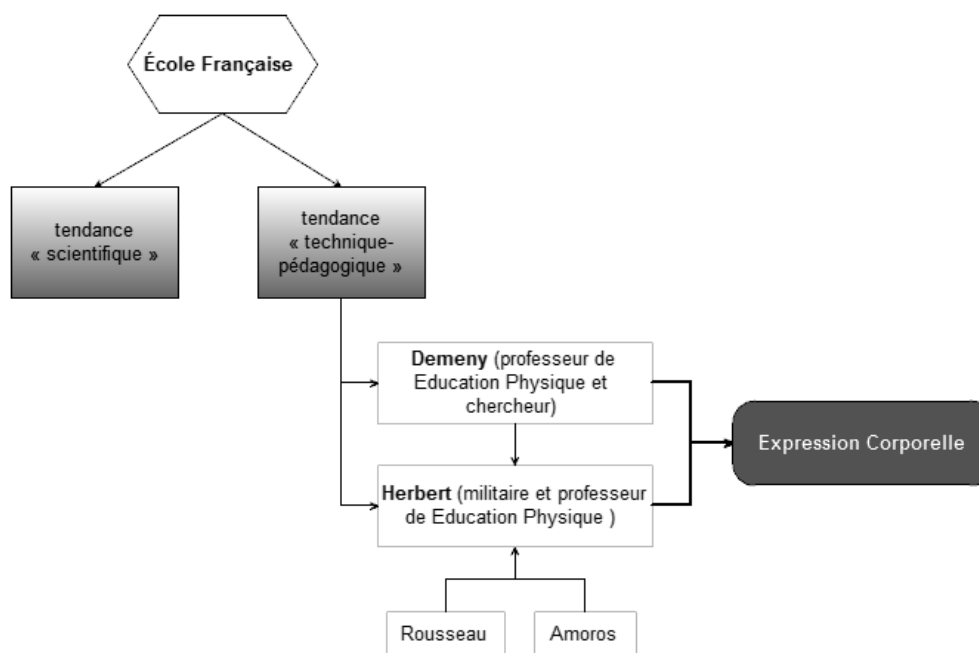 École Française
tendance
« scientifique »
tendance
« technique-
pédagogique »
Demeny (professeur de
Education Physique et
chercheur)
Herbert (militaire et professeur
de Education Physique )
Expression Corporelle
Rousseau
Amoros